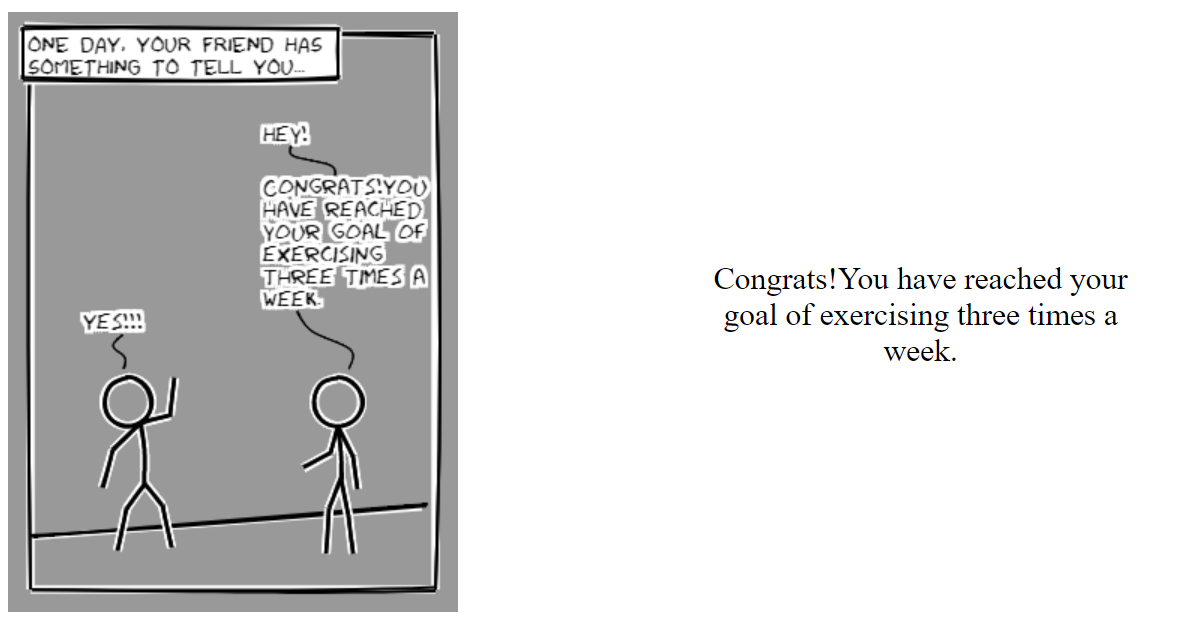 ONE DAY, YOUR FRIEND HAS
SOMETHING TO TELL YOU...
HEY!
CONGRATS!YOU
HAVE REACHED
YOUR GOAL OF
EXERCISING
THREE TIMES A
WEEK.
YES!!!
Congrats!You have reached your
goal of exercising three times a
week.